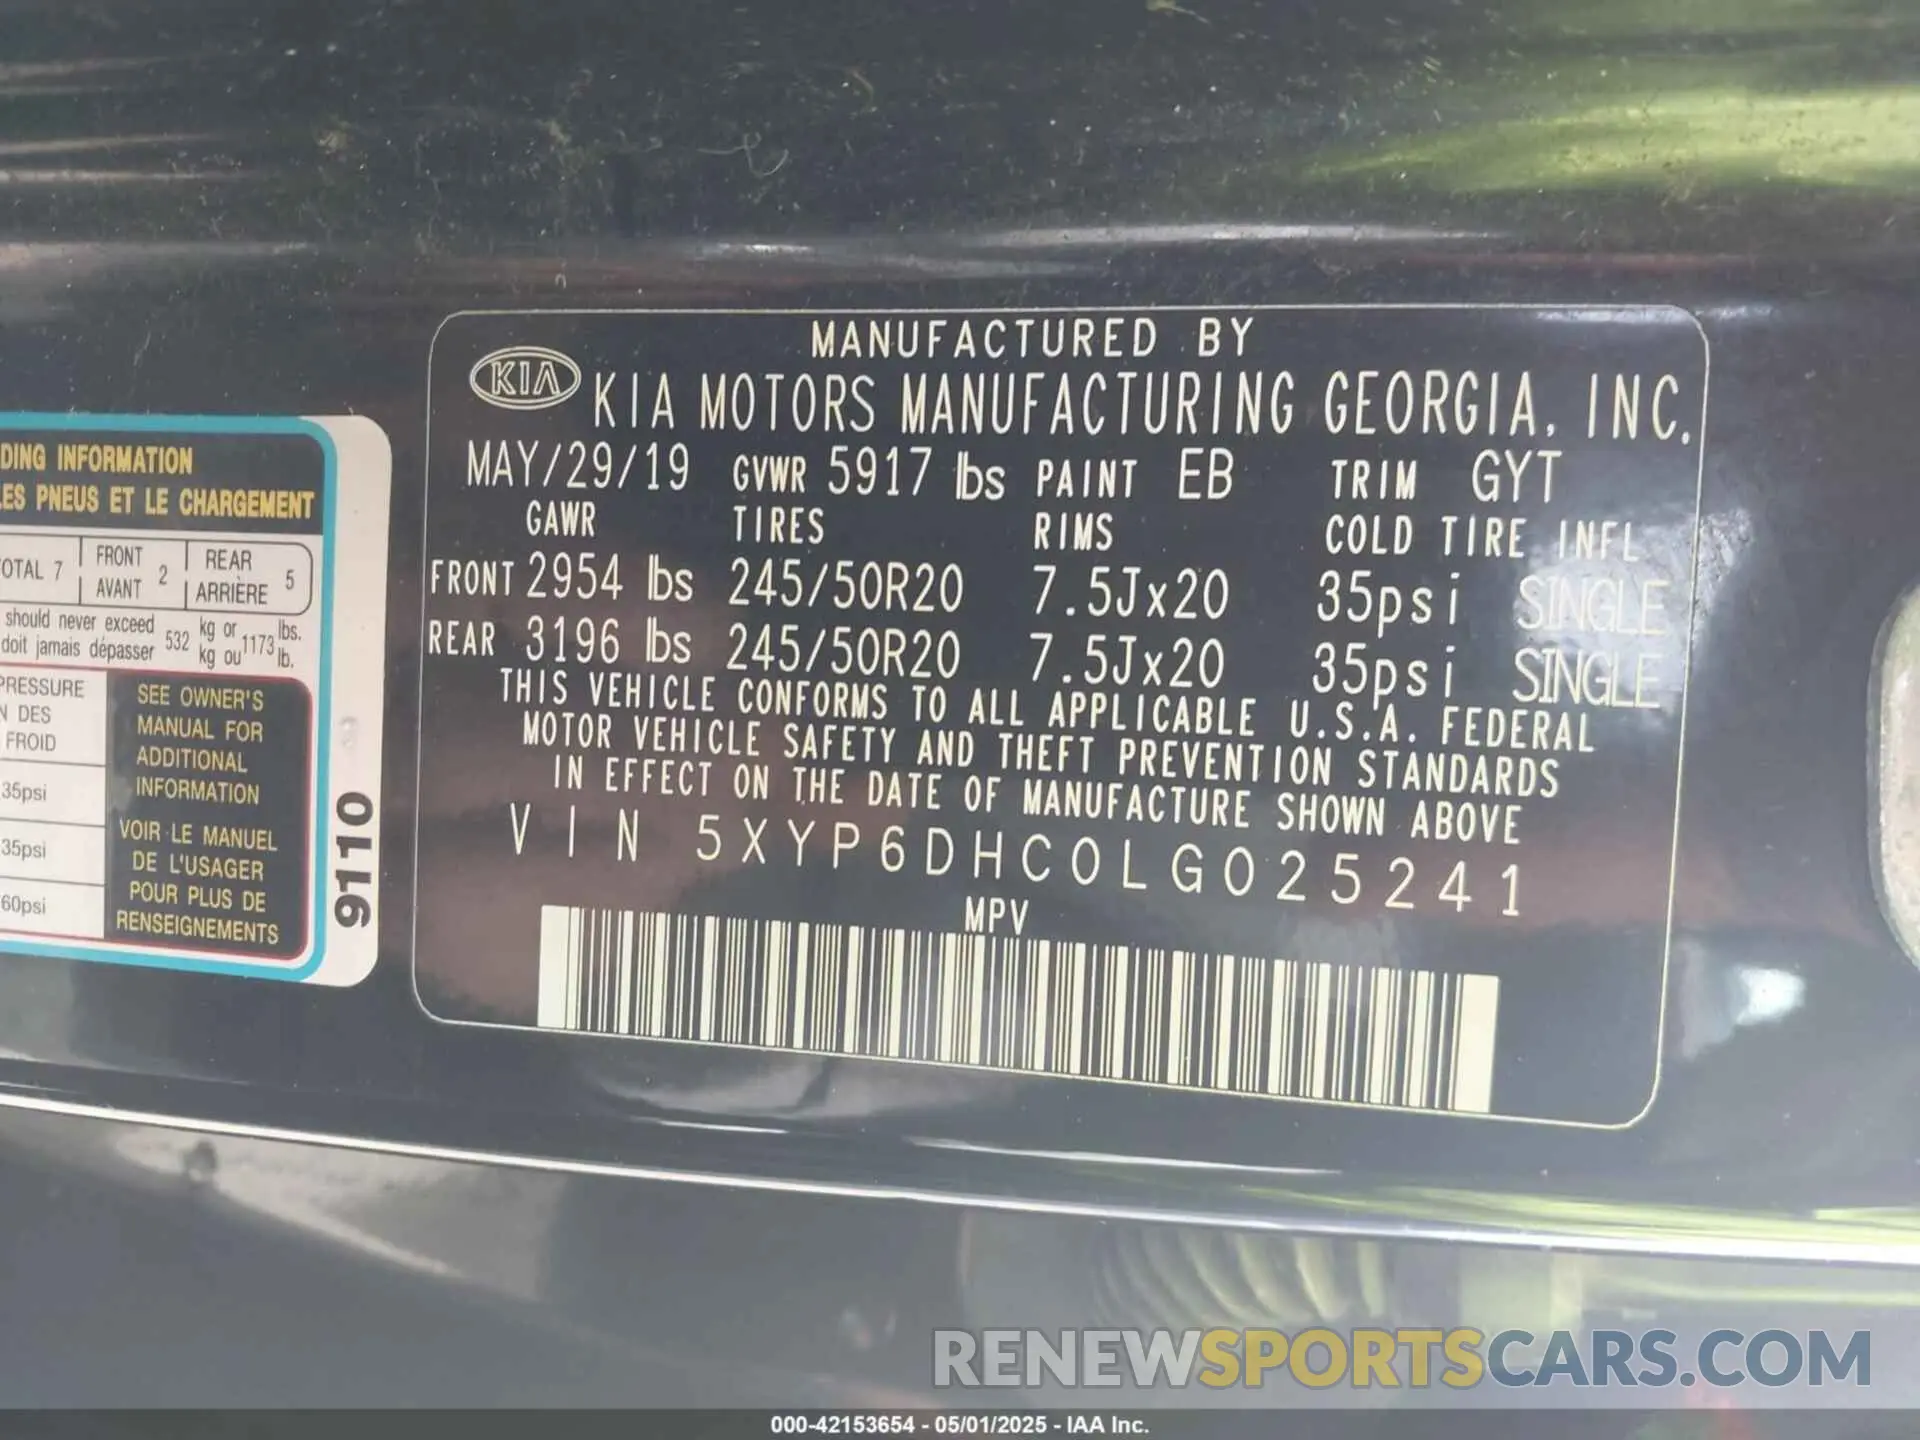 DING INFORMATION
LES PNEUS ET LE CHARGEMENT
OTAL 7 FRONT AVANT 2 REAR ARRIÈRE 5
should never exceed 532 kg or 1173 lbs.
doit jamais dépasser kg ou lb.
PRESSURE
N DES
FROID
35psi
35psi
60psi
SEE OWNER'S
MANUAL FOR
ADDITIONAL
INFORMATION
VOIR LE MANUEL
DE L'USAGER
POUR PLUS DE
RENSEIGNEMENTS
9110
MANUFACTURED BY
KIA KIA MOTORS MANUFACTURING GEORGIA, INC.
MAY/29/19 GVWR 5917 lbs PAINT EB TRIM GYT
GAWR TIRES RIMS COLD TIRE INFL
FRONT 2954 lbs 245/50R20 7.5Jx20 35psi SINGLE
REAR 3196 lbs 245/50R20 7.5Jx20 35psi SINGLE
THIS VEHICLE CONFORMS TO ALL APPLICABLE U.S.A. FEDERAL
MOTOR VEHICLE SAFETY AND THEFT PREVENTION STANDARDS
IN EFFECT ON THE DATE OF MANUFACTURE SHOWN ABOVE
VIN 5XYP6DHC0LG025241
MPV
RENEWSPORTSCARS.COM
000-42153654 - 05/01/2025 - IAA Inc.